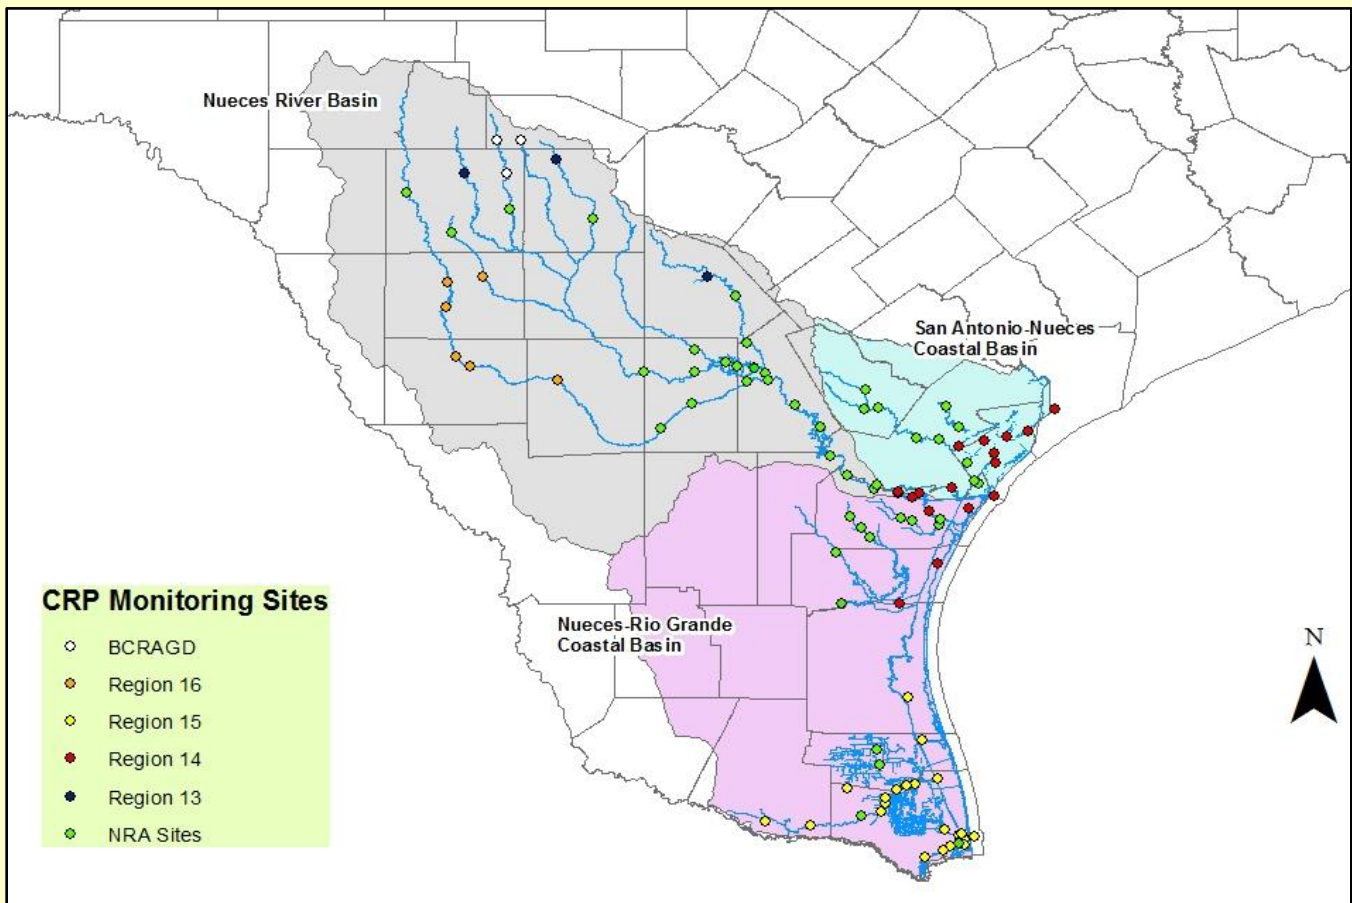 Nueces River Basin
San Antonio-Nueces
Coastal Basin
Nueces-Rio Grande
Coastal Basin
CRP Monitoring Sites
BCRAGD
Region 16
Region 15
Region 14
Region 13
NRA Sites
N